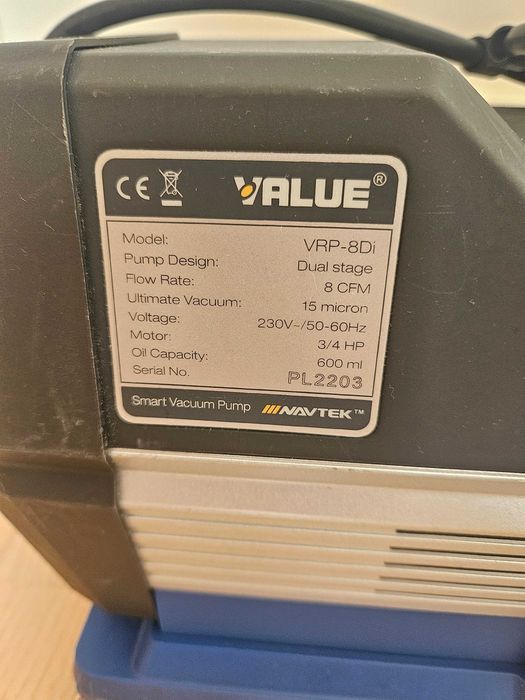 CE VALUE®
Model: VRP-8Di
Pump Design: Dual stage
Flow Rate: 8 CFM
Ultimate Vacuum: 15 micron
Voltage: 230V~/50-60Hz
Motor: 3/4 HP
Oil Capacity: 600 ml
Serial No. PL2203
Smart Vacuum Pump NAVTEK™